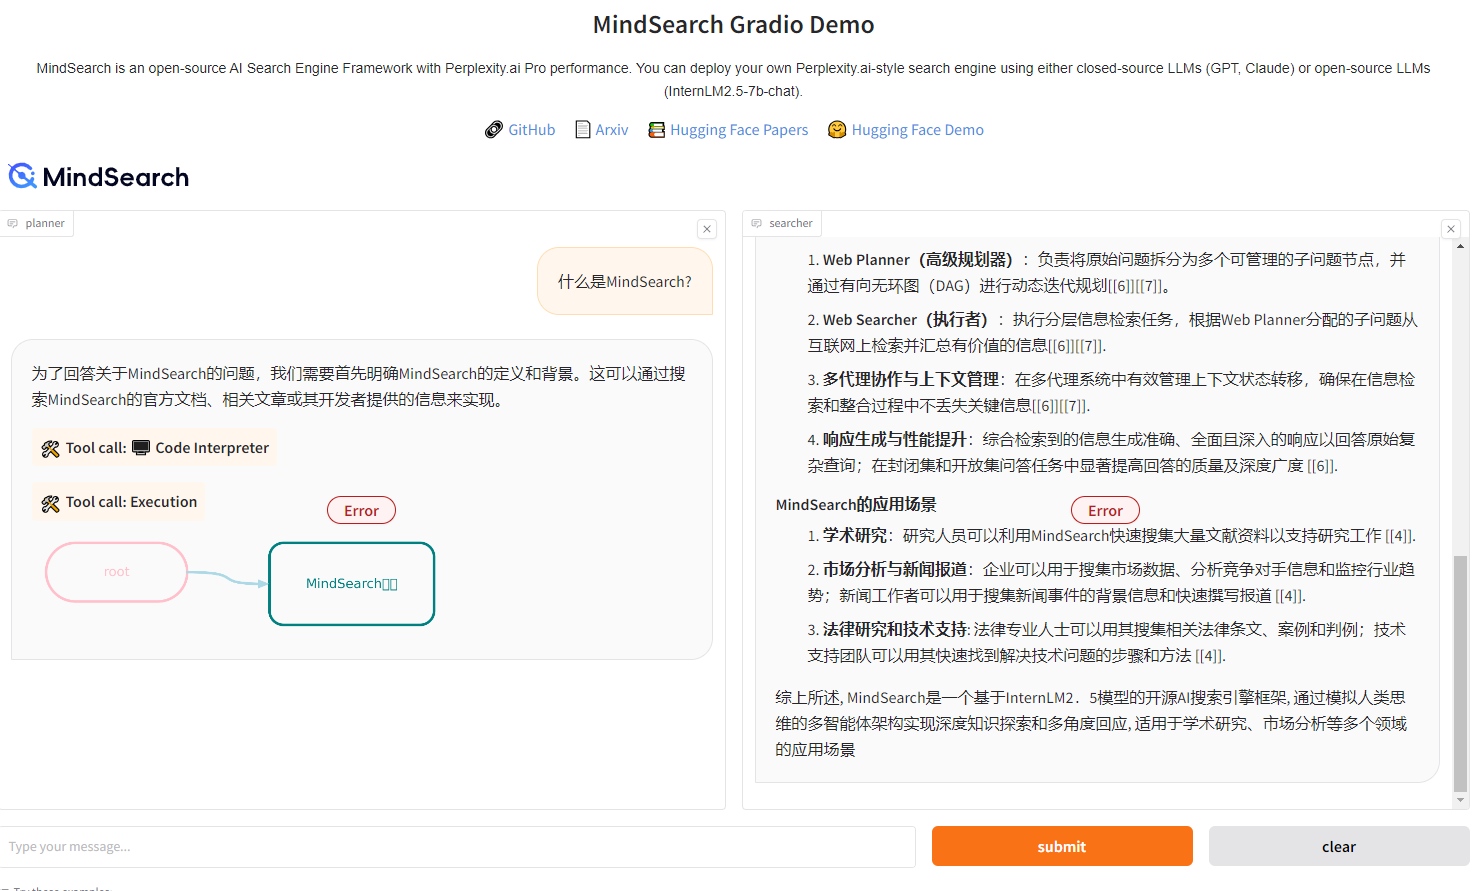 MindSearch Gradio Demo
MindSearch is an open-source AI Search Engine Framework with Perplexity.ai Pro performance. You can deploy your own Perplexity.ai-style search engine using either closed-source LLMs (GPT, Claude) or open-source LLMs
(InternLM2.5-7b-chat).
GitHub Arxiv Hugging Face Papers Hugging Face Demo
MindSearch
planner
什么是MindSearch?
为了回答关于MindSearch的问题，我们需要首先明确MindSearch的定义和背景。这可以通过搜
索MindSearch的官方文档、相关文章或其开发者提供的信息来实现。
Tool call: Code Interpreter
Tool call: Execution
Error
root
MindSearch
searcher
1. Web Planner（高级规划器）：负责将原始问题拆分为多个可管理的子问题节点，并
通过有向无环图（DAG）进行动态迭代规划[[6]][[7]]。
2. Web Searcher（执行者）：执行分层信息检索任务，根据Web Planner分配的子问题从
互联网上检索并汇总有价值的信息[[6]][[7]].
3. 多代理协作与上下文管理：在多代理系统中有效管理上下文状态转移，确保在信息检
索和整合过程中不丢失关键信息[[6]][[7]].
4. 响应生成与性能提升：综合检索到的信息生成准确、全面且深入的响应以回答原始复
杂查询；在封闭集和开放集问答任务中显著提高回答的质量及深度广度 [[6]].
MindSearch的应用场景
Error
1. 学术研究：研究人员可以利用MindSearch快速搜集大量文献资料以支持研究工作 [[4]].
2. 市场分析与新闻报道：企业可以用于搜集市场数据、分析竞争对手信息和监控行业趋
势；新闻工作者可以用于搜集新闻事件的背景信息和快速撰写报道 [[4]].
3. 法律研究和技术支持: 法律专业人士可以用其搜集相关法律条文、案例和判例；技术
支持团队可以用其快速找到解决技术问题的步骤和方法 [[4]].
综上所述, MindSearch是一个基于InternLM2．5模型的开源AI搜索引擎框架, 通过模拟人类思
维的多智能体架构实现深度知识探索和多角度回应, 适用于学术研究、市场分析等多个领域
的应用场景
Type your message...
submit
clear